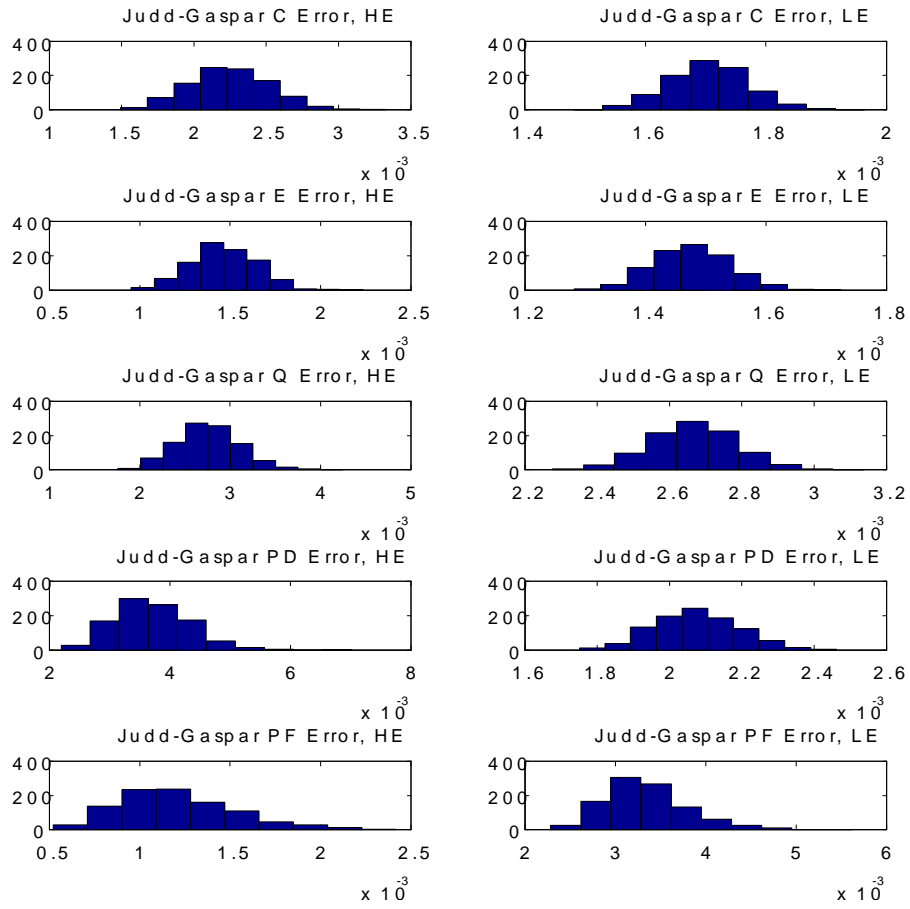 Judd-Gaspar C Error, HE
400
200
0
1 1.5 2 2.5 3 3.5
x 10-3
Judd-Gaspar C Error, LE
400
200
0
1.4 1.6 1.8 2
x 10-3
Judd-Gaspar E Error, HE
400
200
0
0.5 1 1.5 2 2.5
x 10-3
Judd-Gaspar E Error, LE
400
200
0
1.2 1.4 1.6 1.8
x 10-3
Judd-Gaspar Q Error, HE
400
200
0
1 2 3 4 5
x 10-3
Judd-Gaspar Q Error, LE
400
200
0
2.2 2.4 2.6 2.8 3 3.2
x 10-3
Judd-Gaspar PD Error, HE
400
200
0
2 4 6 8
x 10-3
Judd-Gaspar PD Error, LE
400
200
0
1.6 1.8 2 2.2 2.4 2.6
x 10-3
Judd-Gaspar PF Error, HE
400
200
0
0.5 1 1.5 2 2.5
x 10-3
Judd-Gaspar PF Error, LE
400
200
0
2 3 4 5 6
x 10-3